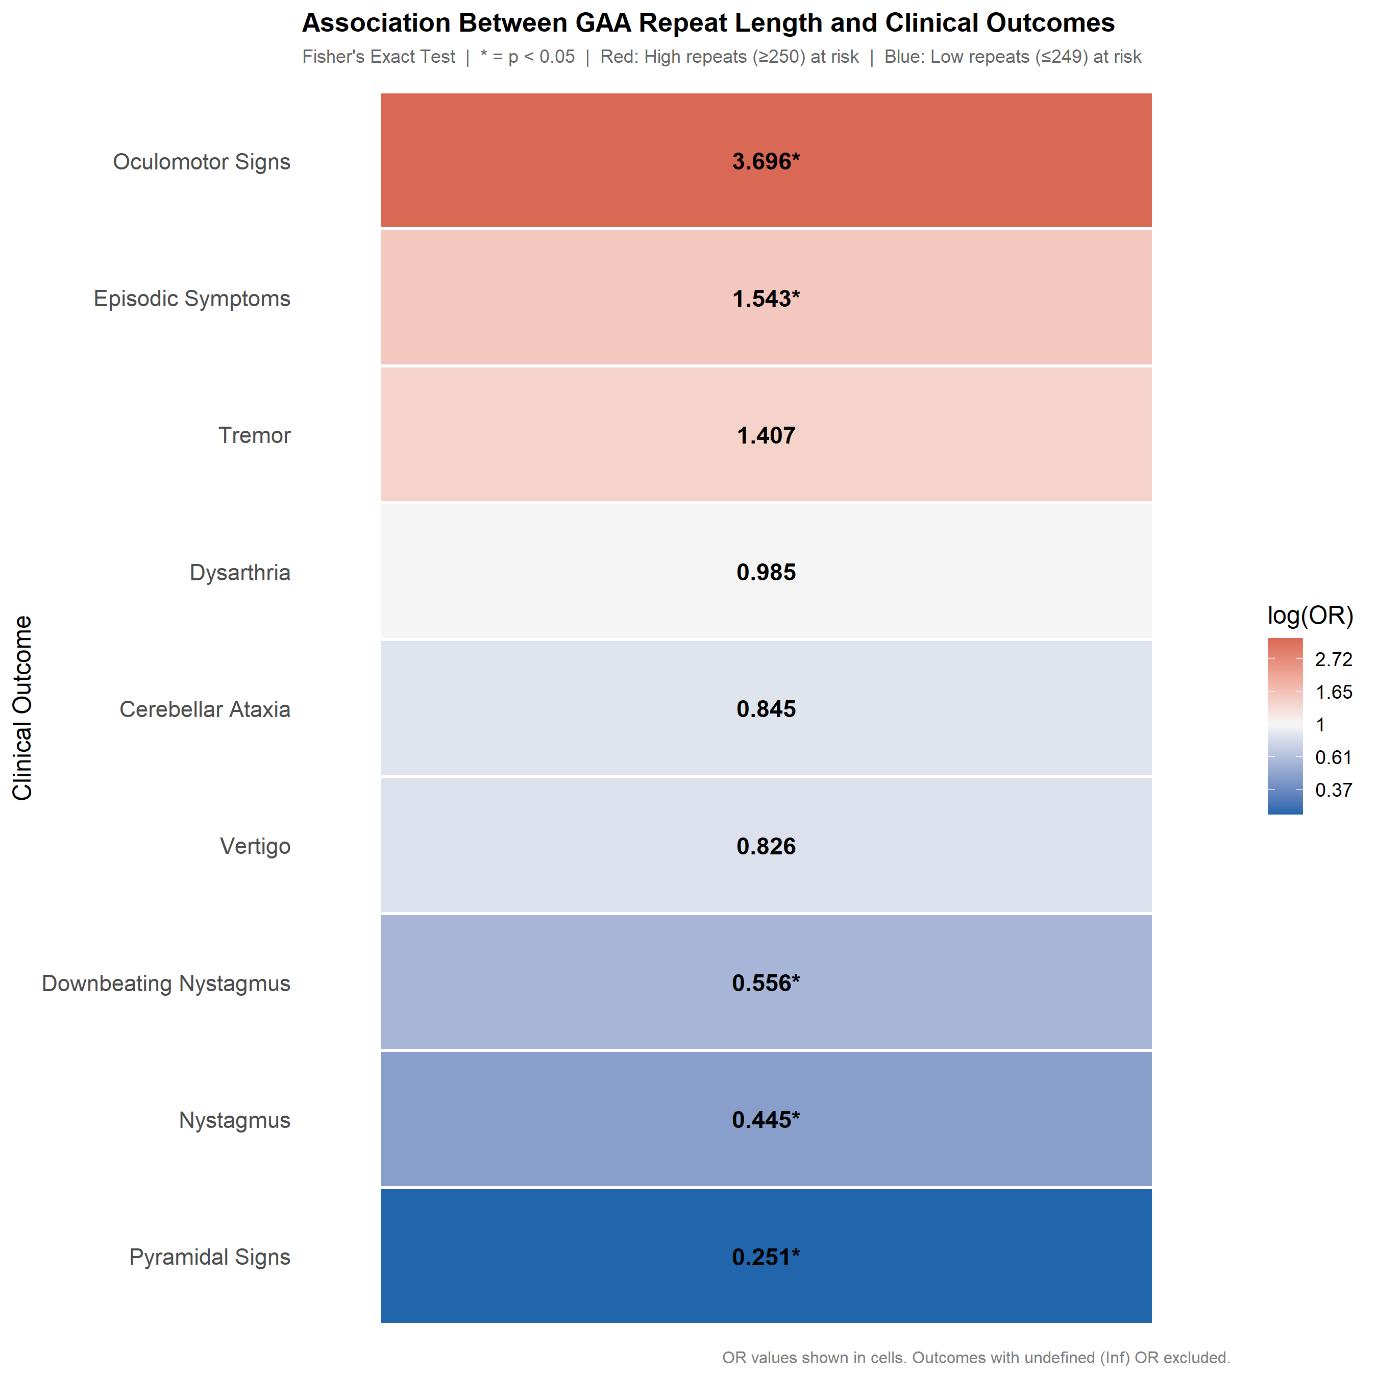 Association Between GAA Repeat Length and Clinical Outcomes
Fisher's Exact Test | * = p < 0.05 | Red: High repeats (≥250) at risk | Blue: Low repeats (≤249) at risk
Clinical Outcome
Oculomotor Signs 3.696*
Episodic Symptoms 1.543*
Tremor 1.407
Dysarthria 0.985
Cerebellar Ataxia 0.845
Vertigo 0.826
Downbeating Nystagmus 0.556*
Nystagmus 0.445*
Pyramidal Signs 0.251*
log(OR)
2.72
1.65
1
0.61
0.37
OR values shown in cells. Outcomes with undefined (Inf) OR excluded.